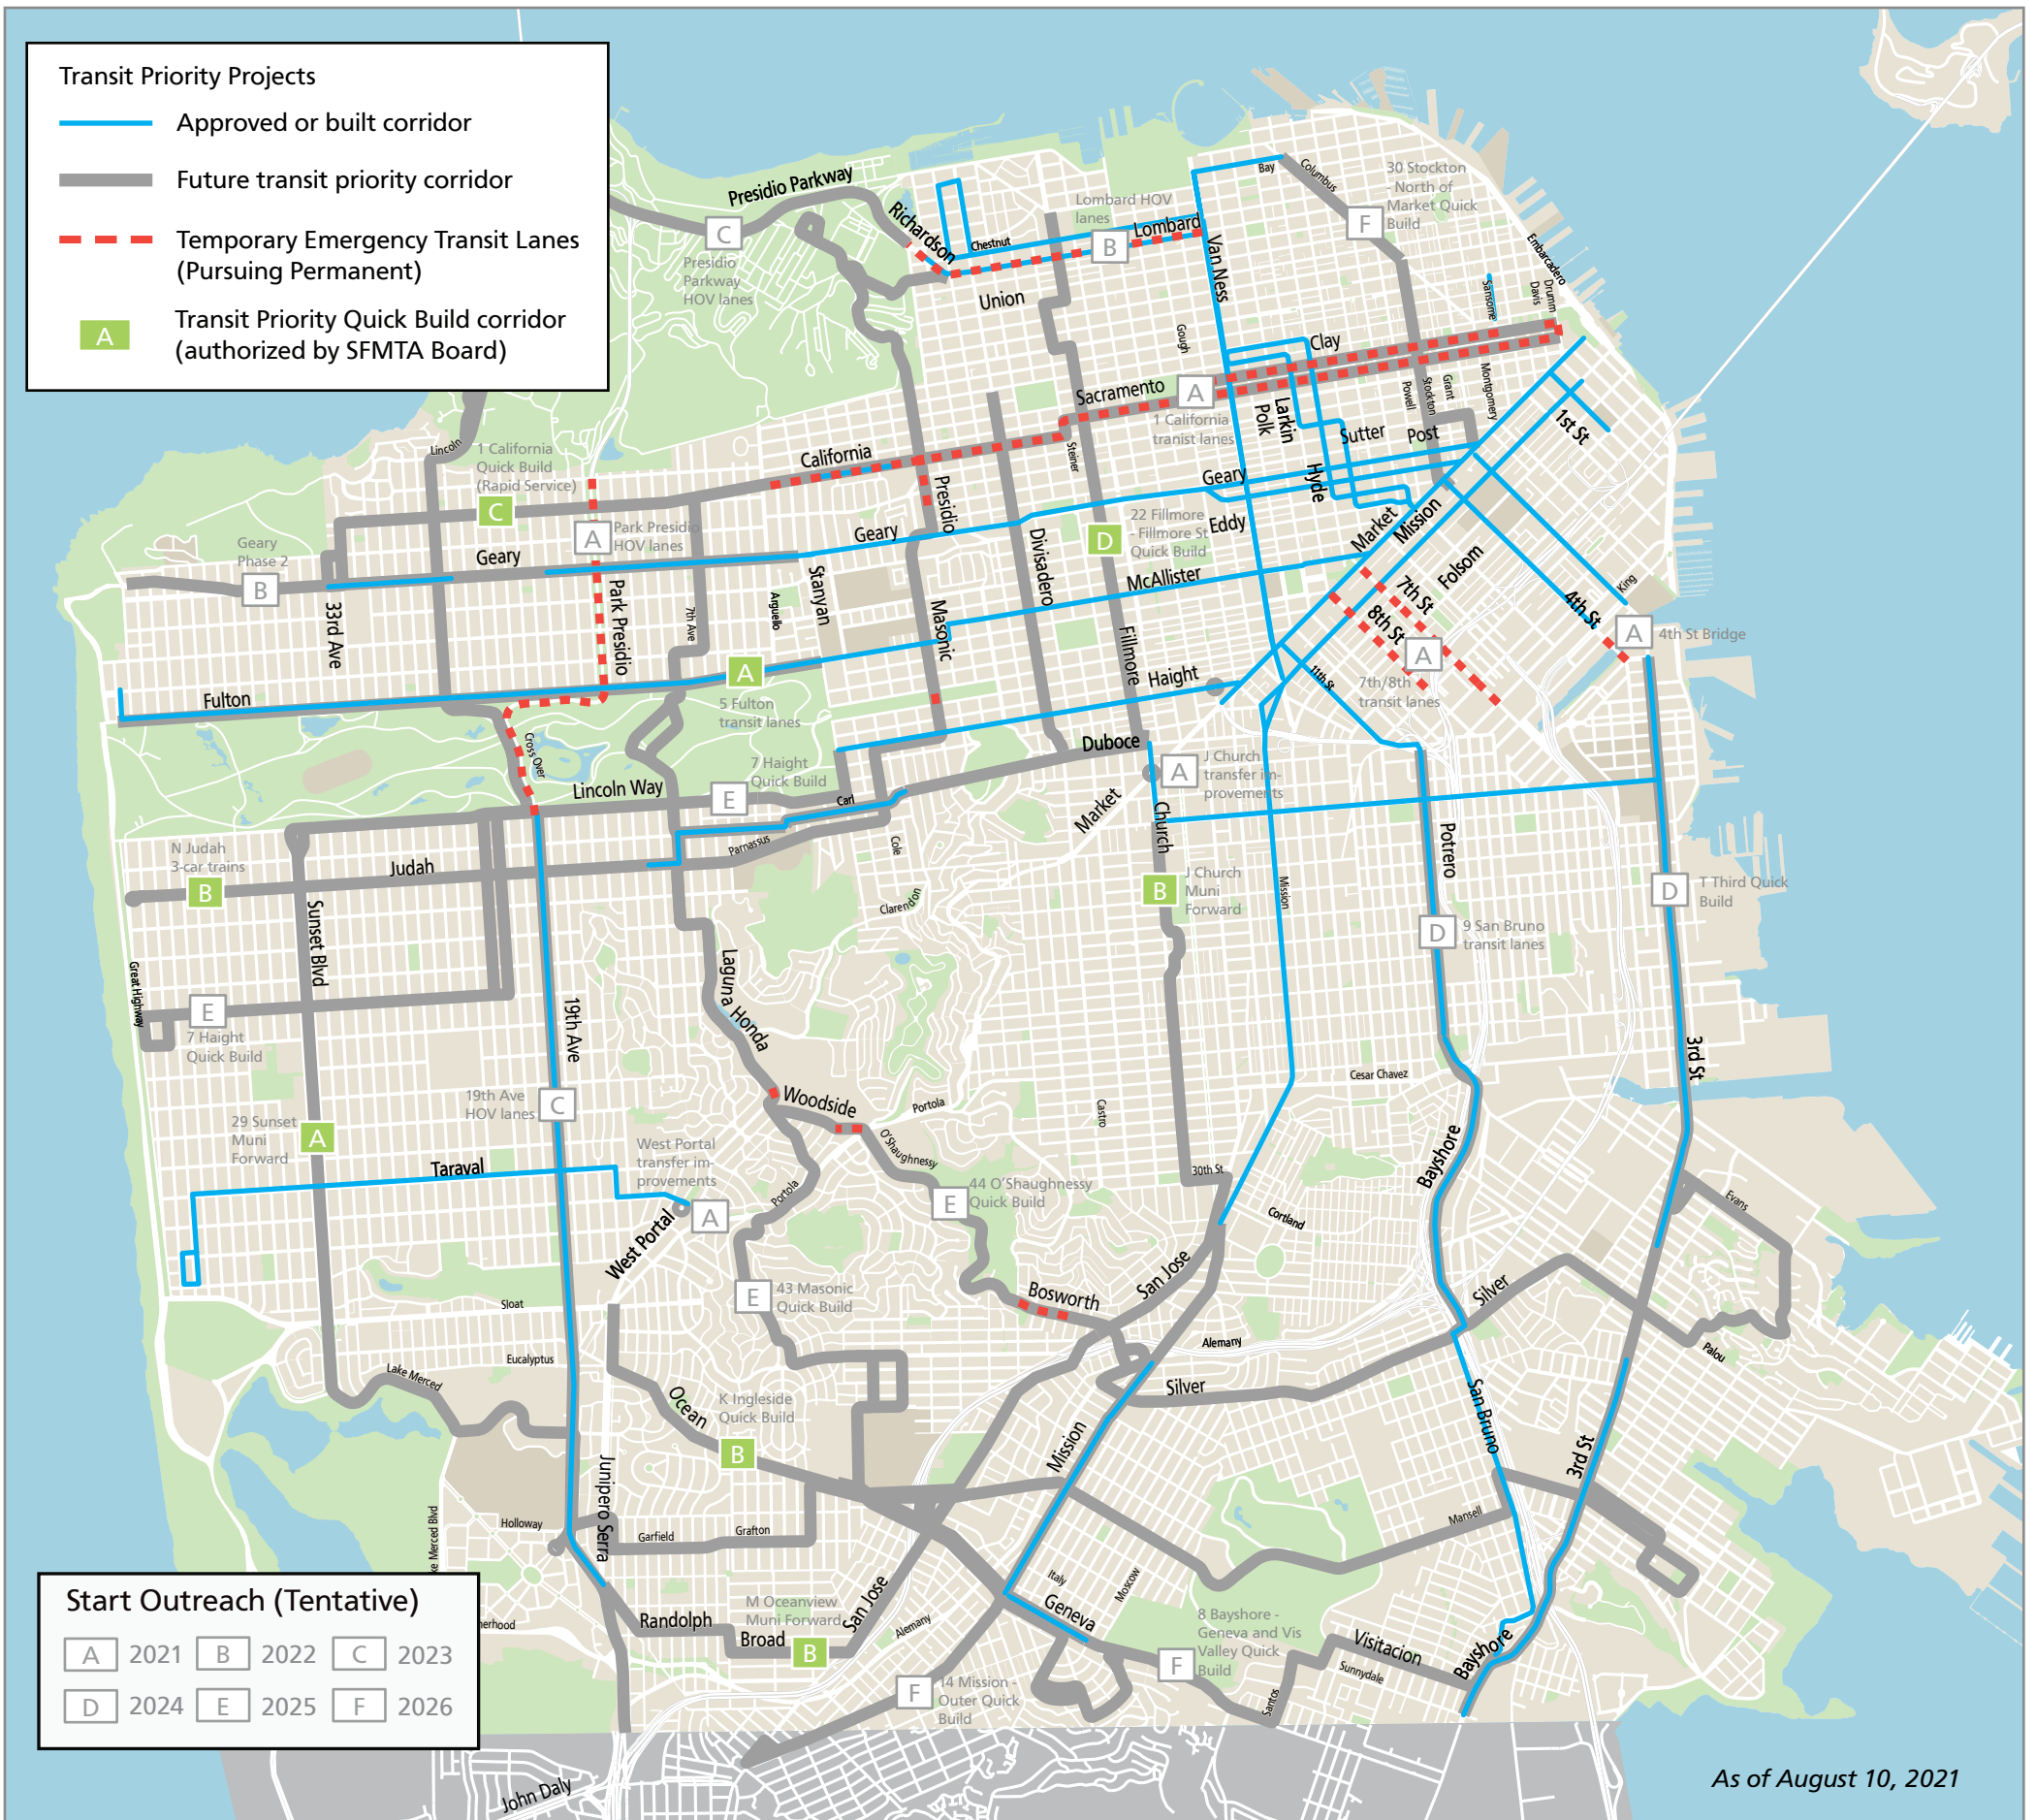 Transit Priority Projects
Approved or built corridor
Future transit priority corridor
Temporary Emergency Transit Lanes
(Pursuing Permanent)
A
Transit Priority Quick Build corridor
(authorized by SFMTA Board)
Presidio Parkway
C
Presidio
Parkway
HOV lanes
Richardson
Chestnut
Lombard HOV
lanes
B
Lombard
Union
Van Ness
Bay
Columbus
F
30 Stockton
- North of
Market Quick
Build
Embarcadero
Drumm
Davis
Sansome
Gough
Clay
Sacramento
A
1 California
tranist lanes
Polk
Larkin
Powell
Stockton
Grant
Montgomery
Sutter
Post
1st St
Steiner
Lincoln
1 California
Quick Build
(Rapid Service)
C
California
Presidio
Geary
Hyde
A
Park Presidio
HOV lanes
Geary
Phase 2
B
Geary
Geary
Divisadero
D
22 Fillmore
- Fillmore St
Quick Build
Eddy
Market
Mission
Folsom
McAllister
7th St
8th St
4th St
King
A
4th St Bridge
A
7th/8th
transit lanes
33rd Ave
Park Presidio
7th Ave
Arguello
Stanyan
Masonic
Fillmore
Haight
11th St
Fulton
A
5 Fulton
transit lanes
Cross Over
Duboce
7 Haight
Quick Build
E
Lincoln Way
Carl
A
J Church
transfer im-
provements
Market
Church
Potrero
N Judah
3-car trains
B
Judah
Parnassus
Cole
Clarendon
B
J Church
Muni
Forward
Mission
D
T Third Quick
Build
D
9 San Bruno
transit lanes
Sunset Blvd
Great Highway
E
7 Haight
Quick Build
19th Ave
Laguna Honda
3rd St
Cesar Chavez
Castro
19th Ave
HOV lanes
C
Woodside
Portola
O'Shaughnessy
29 Sunset
Muni
Forward
A
West Portal
transfer im-
provements
A
Taraval
Portola
E
44 O'Shaughnessy
Quick Build
30th St
Bayshore
Evans
Cortland
West Portal
San Jose
E
43 Masonic
Quick Build
Bosworth
Silver
Sloat
Alemany
Palou
Eucalyptus
Lake Merced
Ocean
K Ingleside
Quick Build
B
Silver
San Bruno
Mission
3rd St
Junipero Serra
Holloway
Garfield
Grafton
Mansell
ke Merced Blvd
Italy
Moscow
Geneva
San Jose
Randolph
Broad
M Oceanview
Muni Forward
B
Alemany
8 Bayshore -
Geneva and Vis
Valley Quick
Build
F
Visitacion
Sunnydale
Bayshore
Santos
F
14 Mission -
Outer Quick
Build
nerhood
Start Outreach (Tentative)
A 2021 B 2022 C 2023
D 2024 E 2025 F 2026
John Daly
As of August 10, 2021